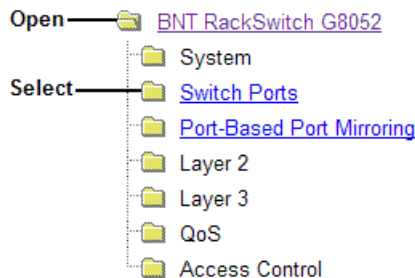 Open BNT RackSwitch G8052
System
Select Switch Ports
Port-Based Port Mirroring
Layer 2
Layer 3
QoS
Access Control